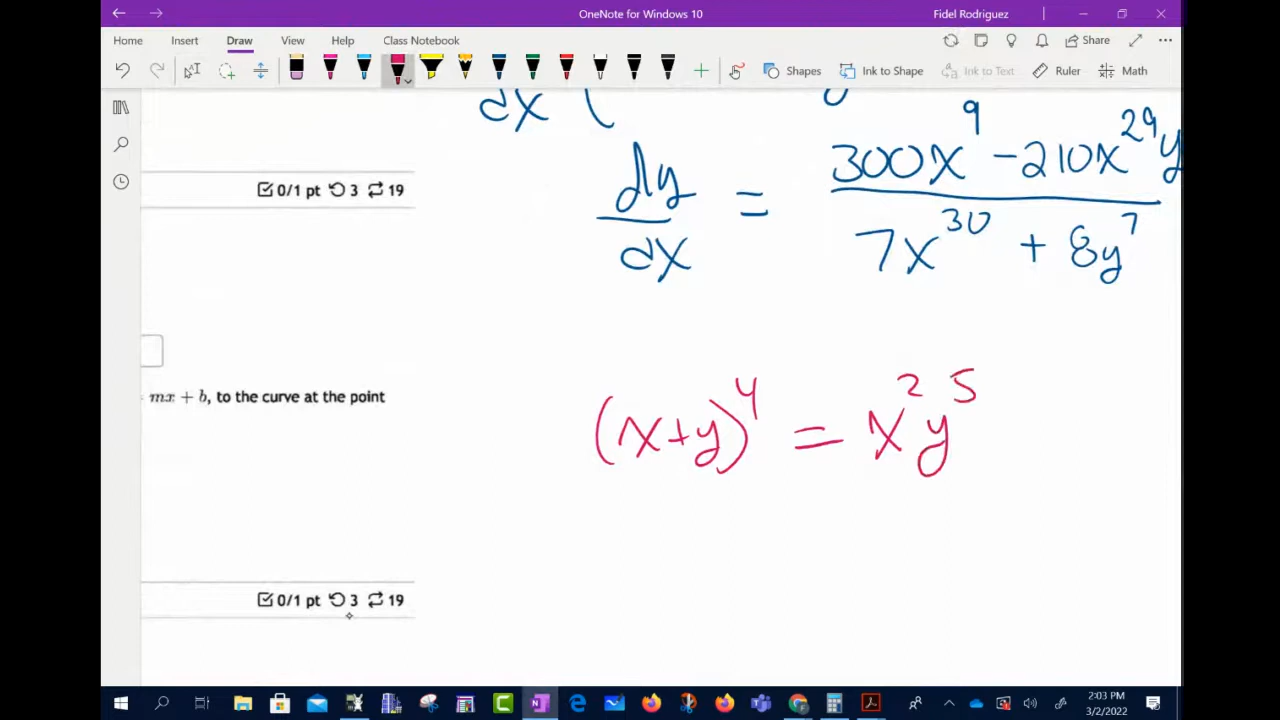 OneNote for Windows 10
Fidel Rodriguez
Home Insert Draw View Help Class Notebook Share
Shapes Ink to Shape Ink to Text Ruler Math
dx (
dy/dx = (300x^9 - 210x^29 y)/(7x^30 + 8y^7)
0/1 pt 3 19
= mx + b, to the curve at the point
(x+y)^4 = x^2 y^5
0/1 pt 3 19
2:03 PM
3/2/2022